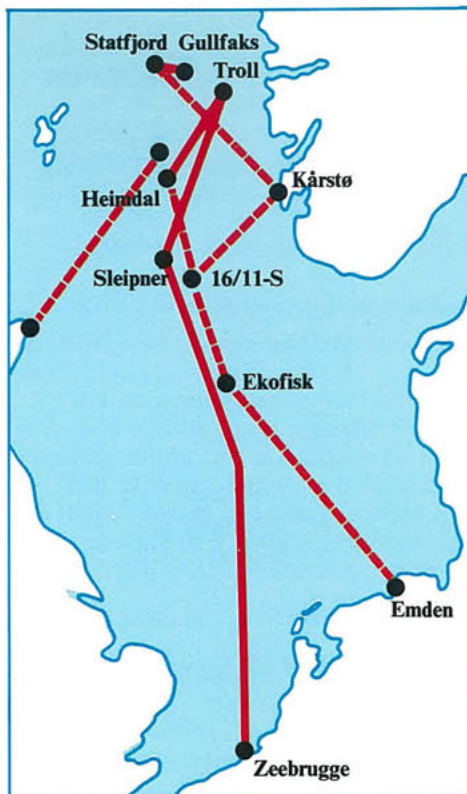 Statfjord Gullfaks
Troll
Kårstø
Heimdal
Sleipner 16/11-S
Ekofisk
Emden
Zeebrugge